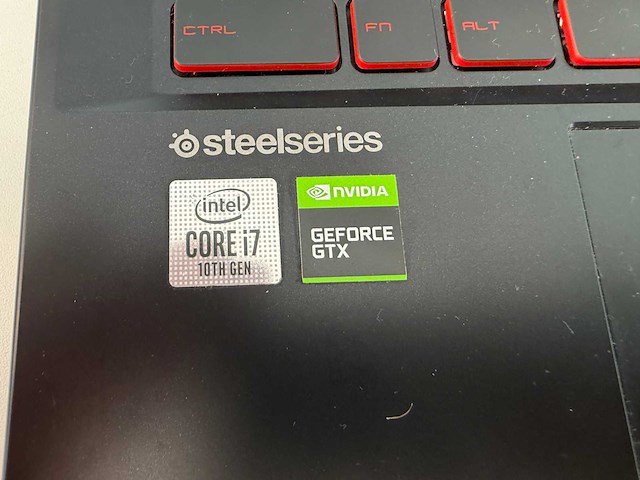 CTRL FN ALT
steelseries
intel
CORE i7
10TH GEN
NVIDIA
GEFORCE
GTX